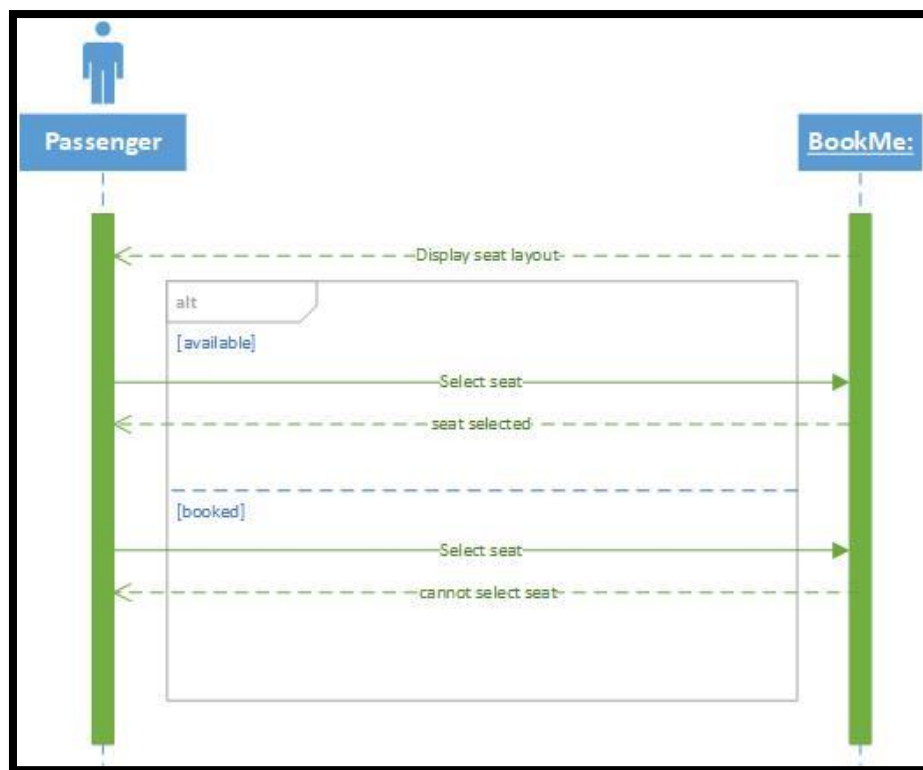 Passenger
BookMe:
Display seat layout
alt
[available]
Select seat
seat selected
[booked]
Select seat
cannot select seat